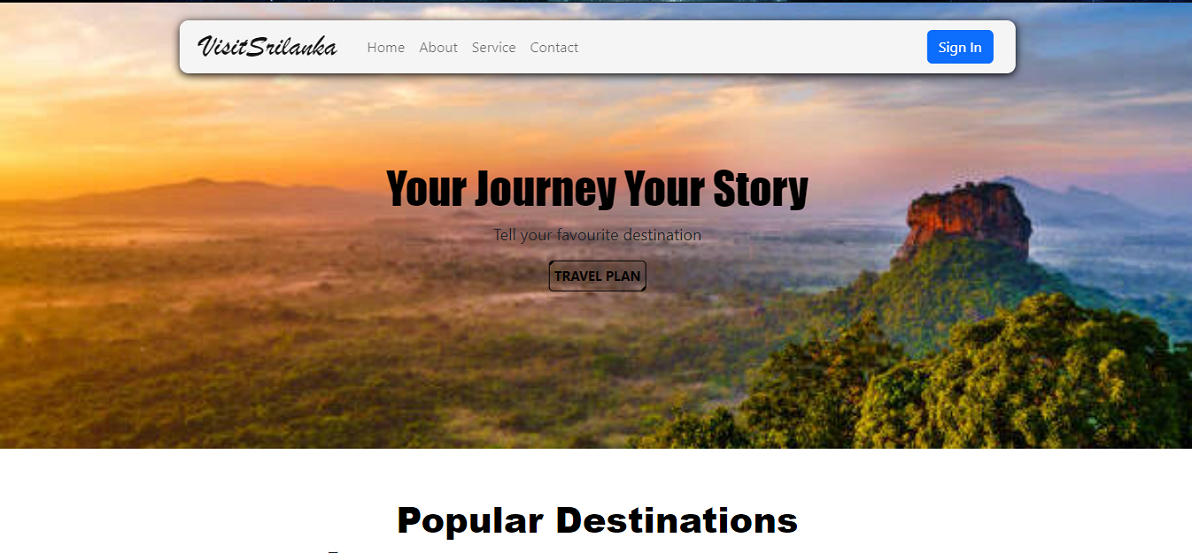 VisitSrilanka Home About Service Contact Sign In
Your Journey Your Story
Tell your favourite destination
TRAVEL PLAN
Popular Destinations